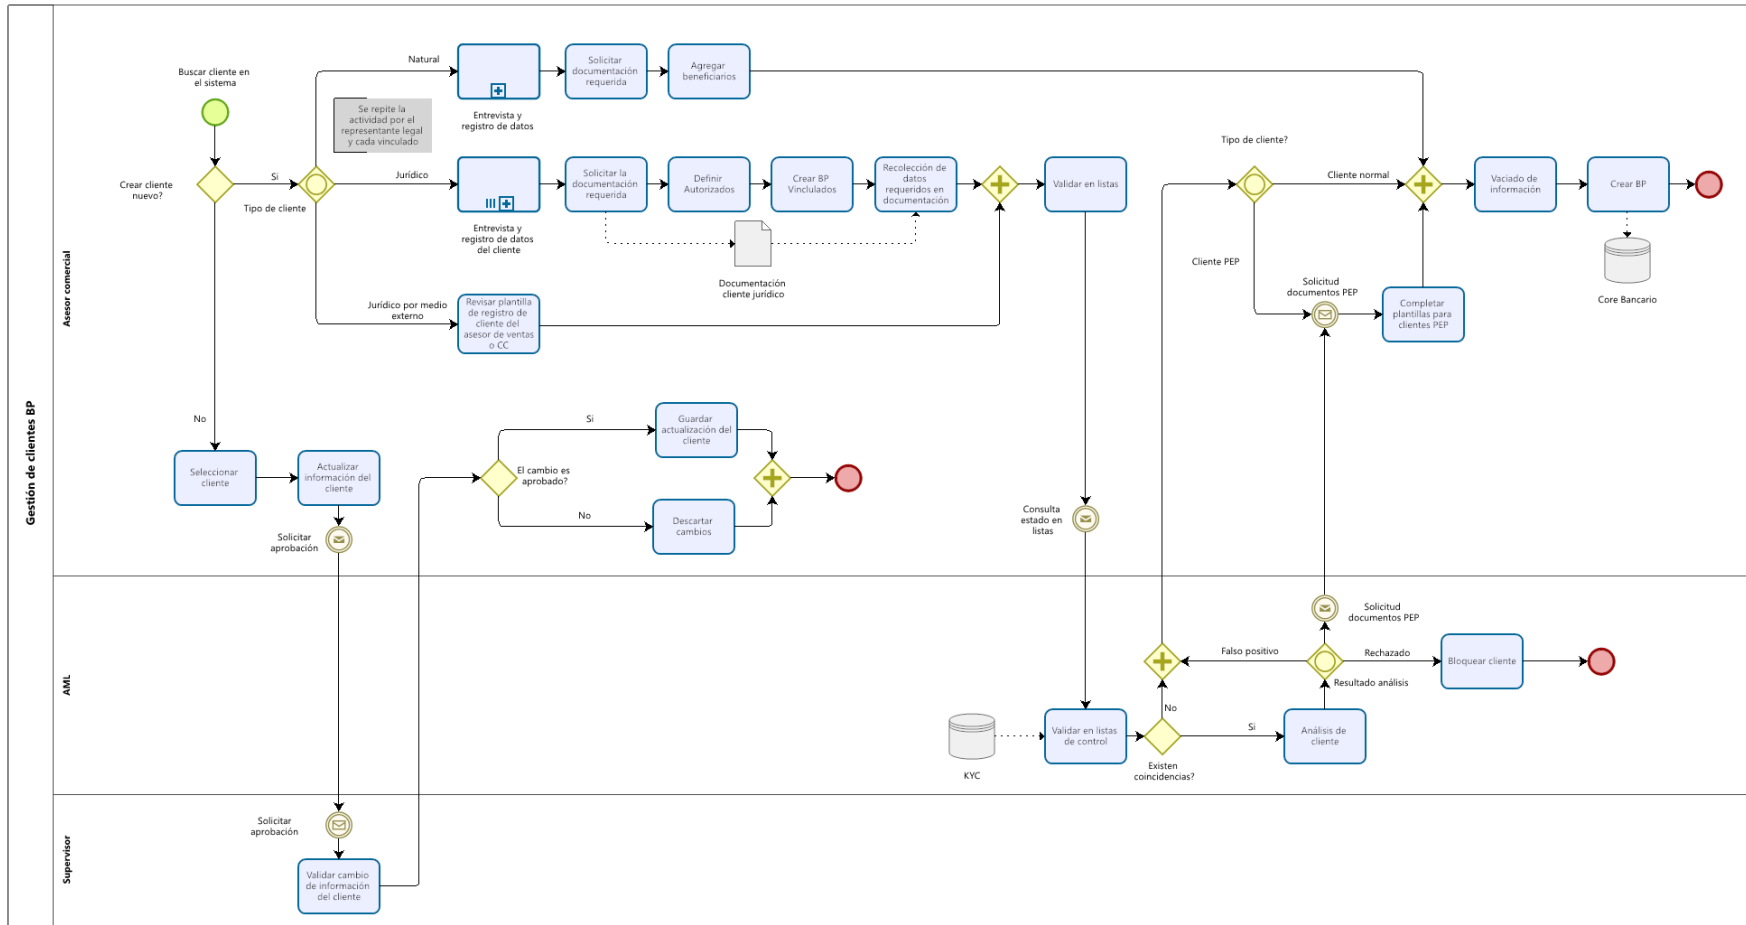 Gestión de clientes BP
Asesor comercial
AML
Supervisor
Buscar cliente en
el sistema
Crear cliente
nuevo?
Si
Tipo de cliente
No
Natural
Se repite la
actividad por el
representante legal
y cada vinculado
Entrevista y
registro de datos
Solicitar
documentación
requerida
Agregar
beneficiarios
Jurídico
Entrevista y
registro de datos
del cliente
Solicitar la
documentación
requerida
Definir
Autorizados
Crear BP
Vinclulados
Recolección de
datos
requeridos en
documentación
Documentación
cliente jurídico
Validar en listas
Jurídico por medio
externo
Revisar plantilla
de registro de
cliente del
asesor de ventas
o CC
Tipo de cliente?
Cliente normal
Cliente PEP
Solicitud
documentos PEP
Completar
plantillas para
clientes PEP
Vaciado de
información
Crear BP
Core Bancario
Seleccionar
cliente
Actualizar
información del
cliente
Solicitar
aprobación
El cambio es
aprobado?
Si
Guardar
actualización del
cliente
No
Descartar
cambios
Consulta
estado en
listas
Solicitud
documentos PEP
Falso positivo
Rechazado
Resultado análisis
Bloquear cliente
KYC
Validar en listas
de control
No
Existen
coincidencias?
Si
Análisis de
cliente
Solicitar
aprobación
Validar cambio
de información
del cliente